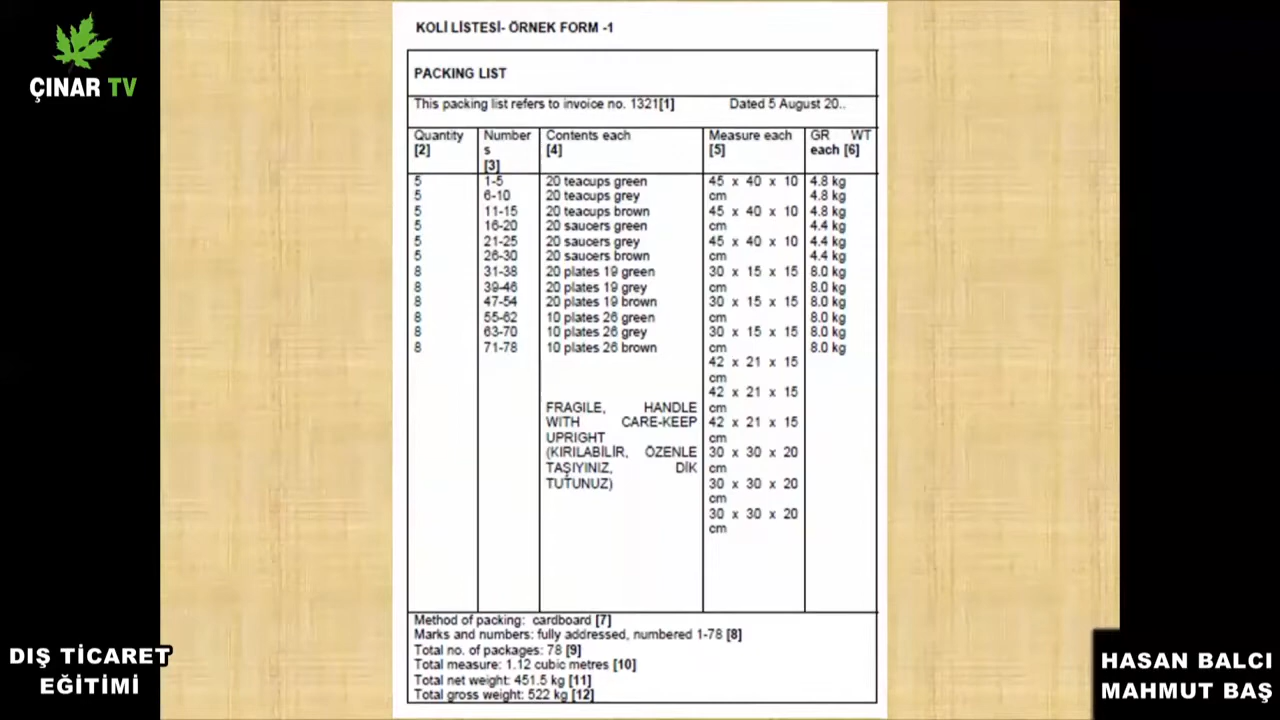 ÇINAR TV
KOLİ LİSTESİ- ÖRNEK FORM -1
PACKING LIST
This packing list refers to invoice no. 1321[1] Dated 5 August 20..
Quantity [2]
Numbers [3]
Contents each [4]
Measure each [5]
GR WT each [6]
5 1-5 20 teacups green 45 x 40 x 10 cm 4.8 kg
5 6-10 20 teacups grey 45 x 40 x 10 cm 4.8 kg
5 11-15 20 teacups brown 45 x 40 x 10 cm 4.8 kg
5 16-20 20 saucers green 30 x 15 x 15 cm 4.4 kg
5 21-25 20 saucers grey 30 x 15 x 15 cm 4.4 kg
5 26-30 20 saucers brown 30 x 15 x 15 cm 4.4 kg
8 31-38 20 plates 19 green 42 x 21 x 15 cm 8.0 kg
8 39-46 20 plates 19 grey 42 x 21 x 15 cm 8.0 kg
8 47-54 20 plates 19 brown 42 x 21 x 15 cm 8.0 kg
8 55-62 10 plates 26 green 30 x 30 x 20 cm 8.0 kg
8 63-70 10 plates 26 grey 30 x 30 x 20 cm 8.0 kg
8 71-78 10 plates 26 brown 30 x 30 x 20 cm 8.0 kg
FRAGILE, HANDLE
WITH CARE-KEEP
UPRIGHT
(KIRILABİLİR, ÖZENLE
TAŞIYINIZ, DİK
TUTUNUZ)
Method of packing: cardboard [7]
Marks and numbers: fully addressed, numbered 1-78 [8]
Total no. of packages: 78 [9]
Total measure: 1.12 cubic metres [10]
Total net weight: 451.5 kg [11]
Total gross weight: 522 kg [12]
DIŞ TİCARET
EĞİTİMİ
HASAN BALCI
MAHMUT BAŞ